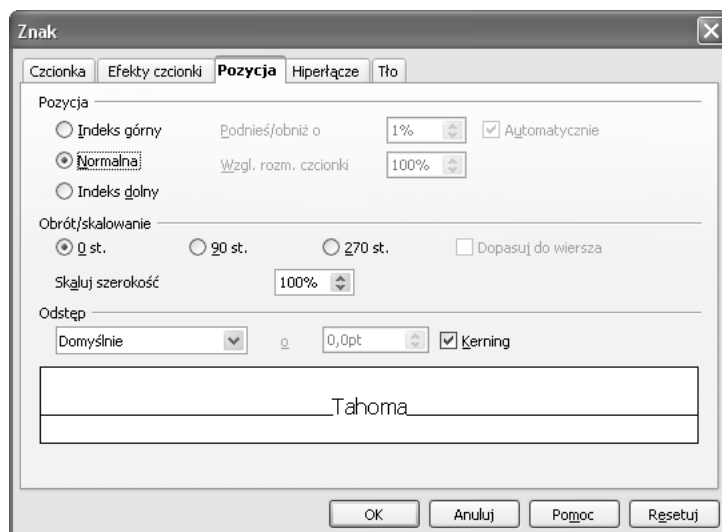 Znak
Czcionka Efekty czcionki Pozycja Hiperłącze Tło
Pozycja
Indeks górny Podnieś/obniż o 1% Automatycznie
Normalna Wzgl. rozm. czcionki 100%
Indeks dolny
Obrót/skalowanie
0 st. 90 st. 270 st. Dopasuj do wiersza
Skaluj szerokość 100%
Odstęp
Domyślnie o 0,0pt Kerning
Tahoma
OK Anuluj Pomoc Resetuj